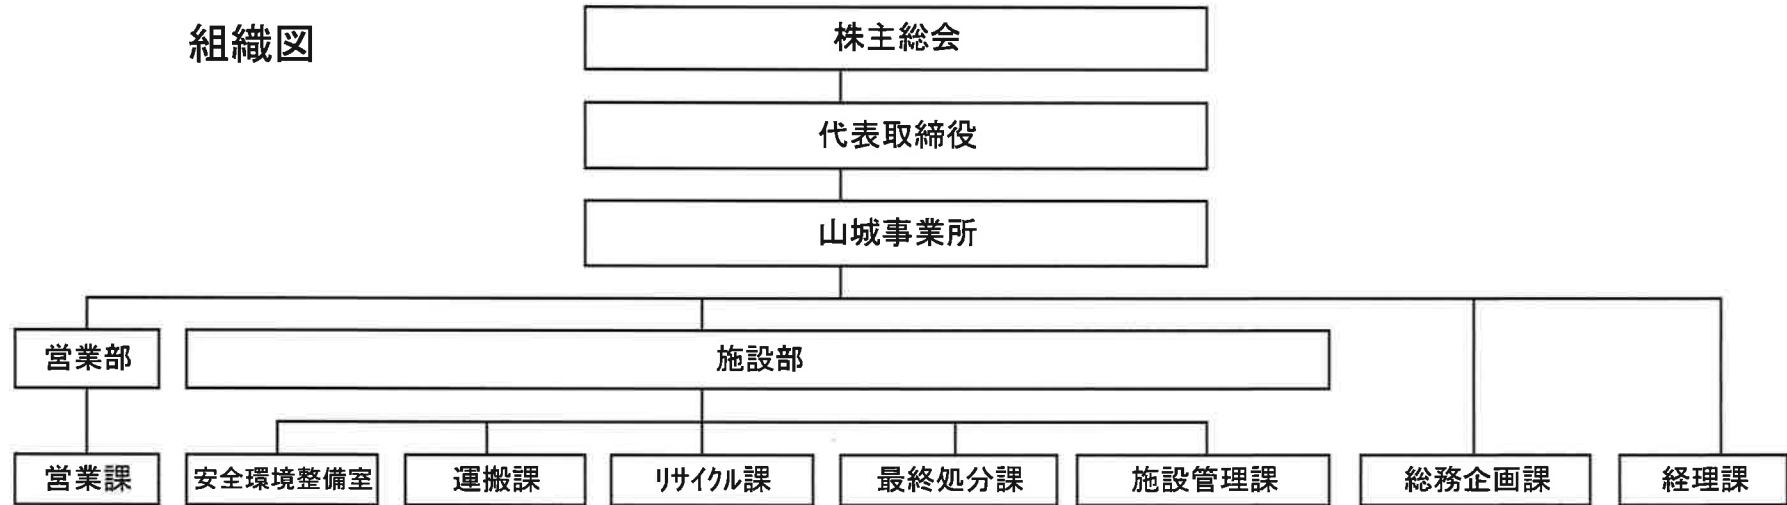 組織図
株主総会
代表取締役
山城事業所
営業部
施設部
営業課
安全環境整備室
運搬課
ﾘｻｲｸﾙ課
最終処分課
施設管理課
総務企画課
経理課